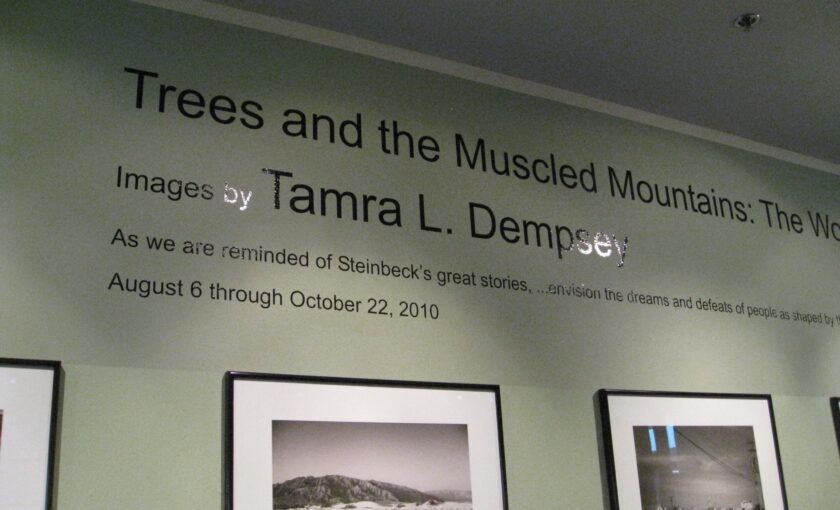 Trees and the Muscled Mountains: The
Images by Tamra L. Dempsey
As we are reminded of Steinbeck's great stories, ...envision the dreams and defeats of people as shaped by
August 6 through October 22, 2010